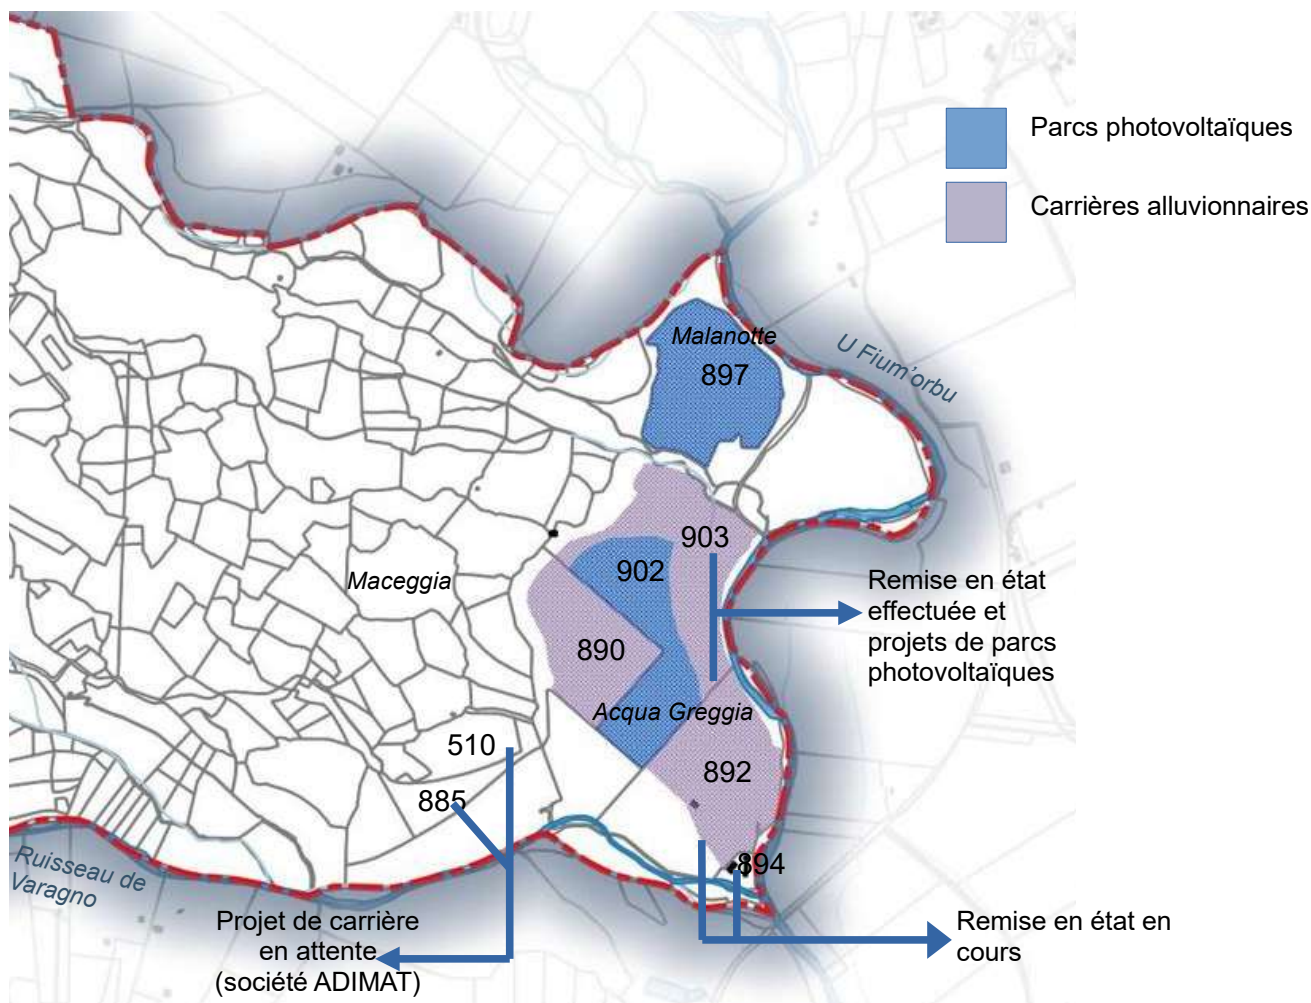 Parcs photovoltaïques
Carrières alluvionnaires
Malanotte
897
U Fium'orbu
903
902
Maceggia
Remise en état
effectuée et
projets de parcs
photovoltaïques
890
Acqua Greggia
510
892
885
894
Ruisseau de
Varagno
Projet de carrière
en attente
(société ADIMAT)
Remise en état en
cours